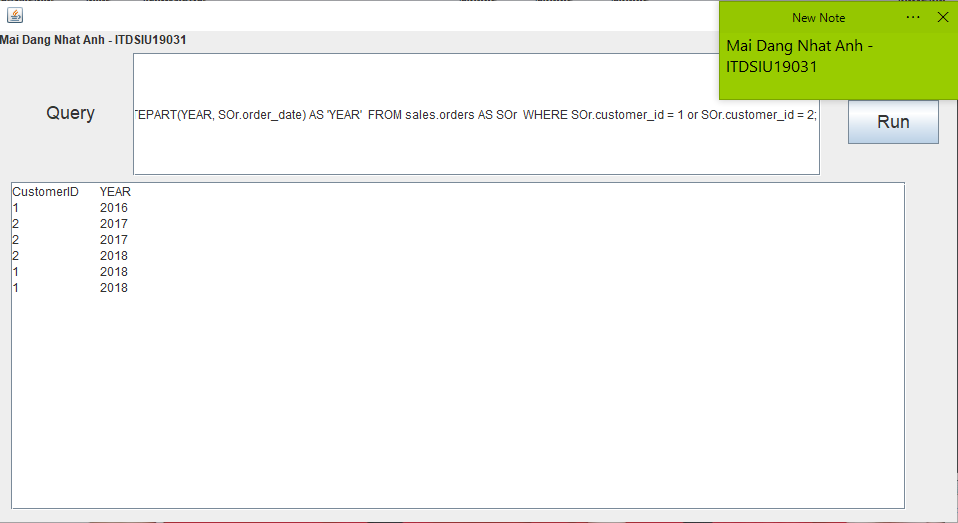 New Note
Mai Dang Nhat Anh -
ITDSIU19031
Mai Dang Nhat Anh - ITDSIU19031
Query
TEPART(YEAR, SOr.order_date) AS 'YEAR'  FROM sales.orders AS SOr  WHERE SOr.customer_id = 1 or SOr.customer_id = 2;
Run
CustomerID YEAR
1 2016
2 2017
2 2017
2 2018
1 2018
1 2018